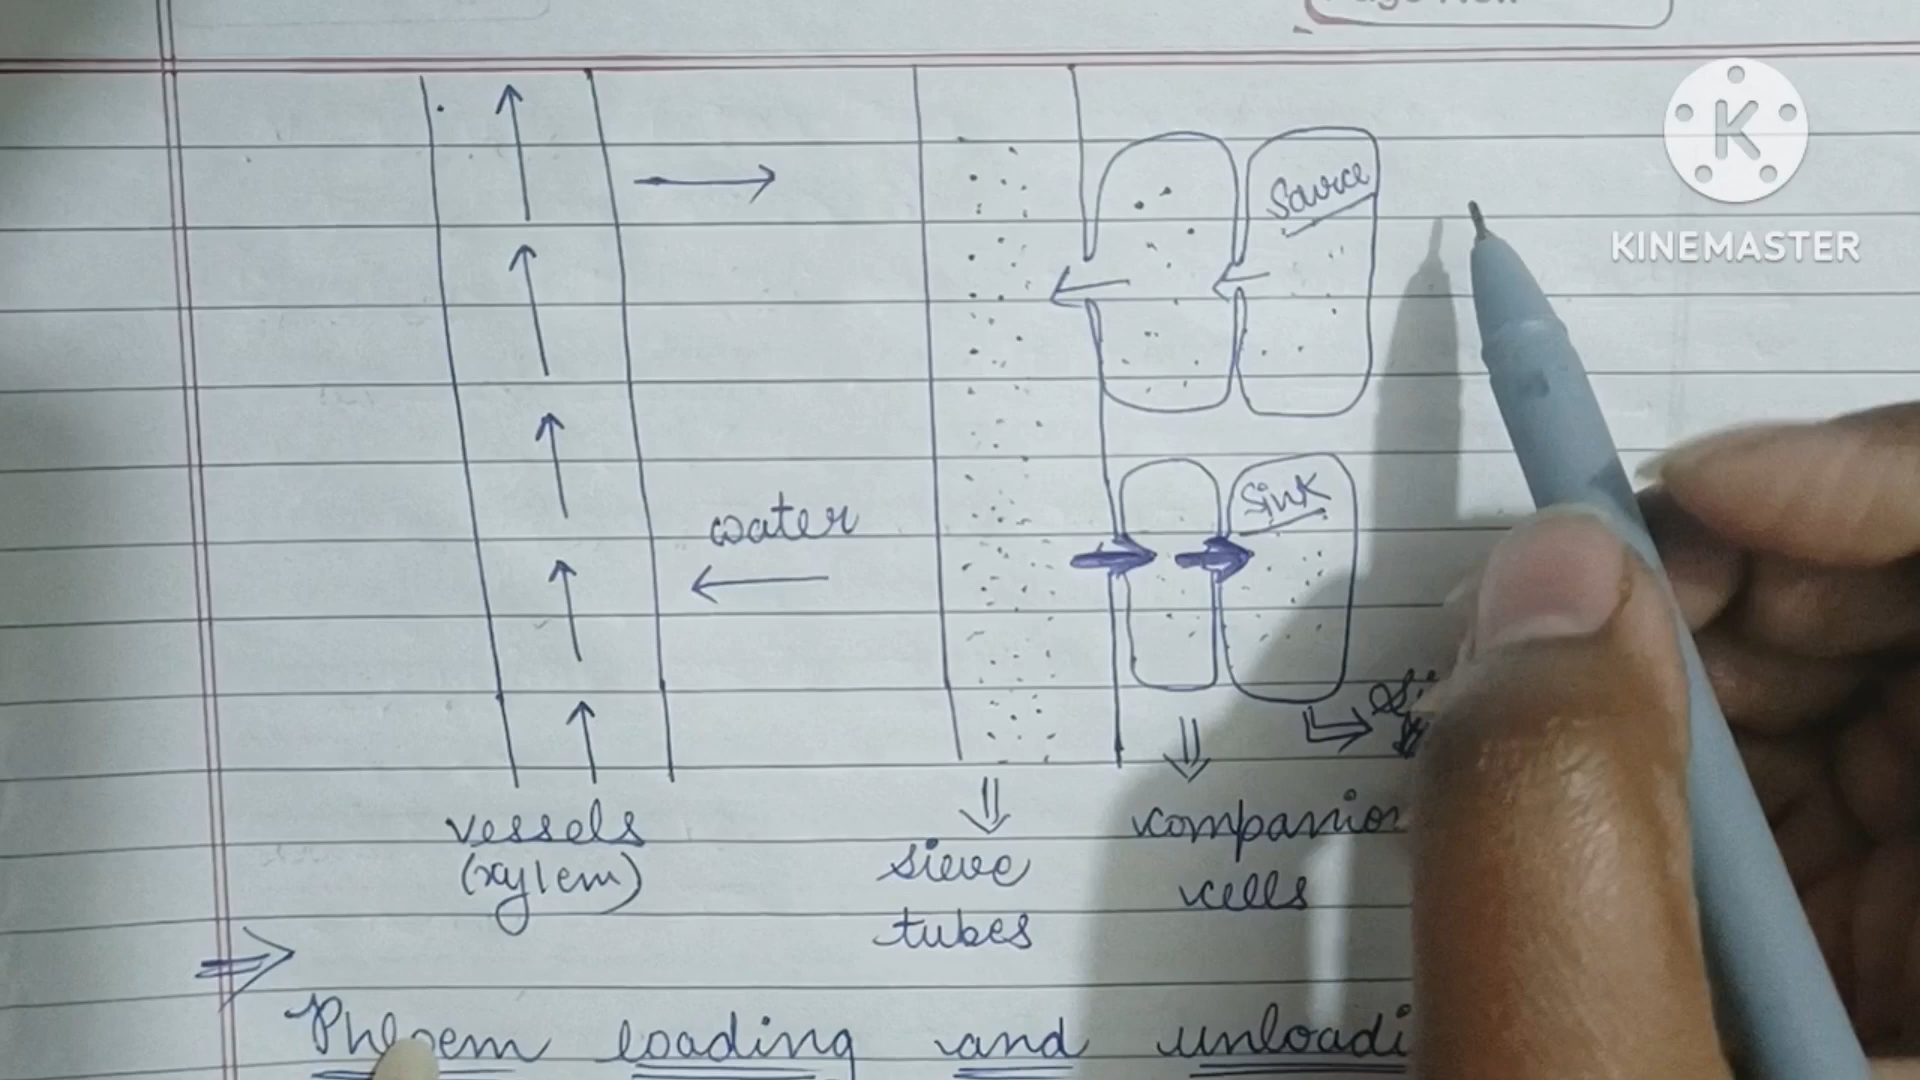 KINEMASTER
Source
Sink
water
vessels
(xylem)
sieve
tubes
companion
cells
Phloem loading and unloadi